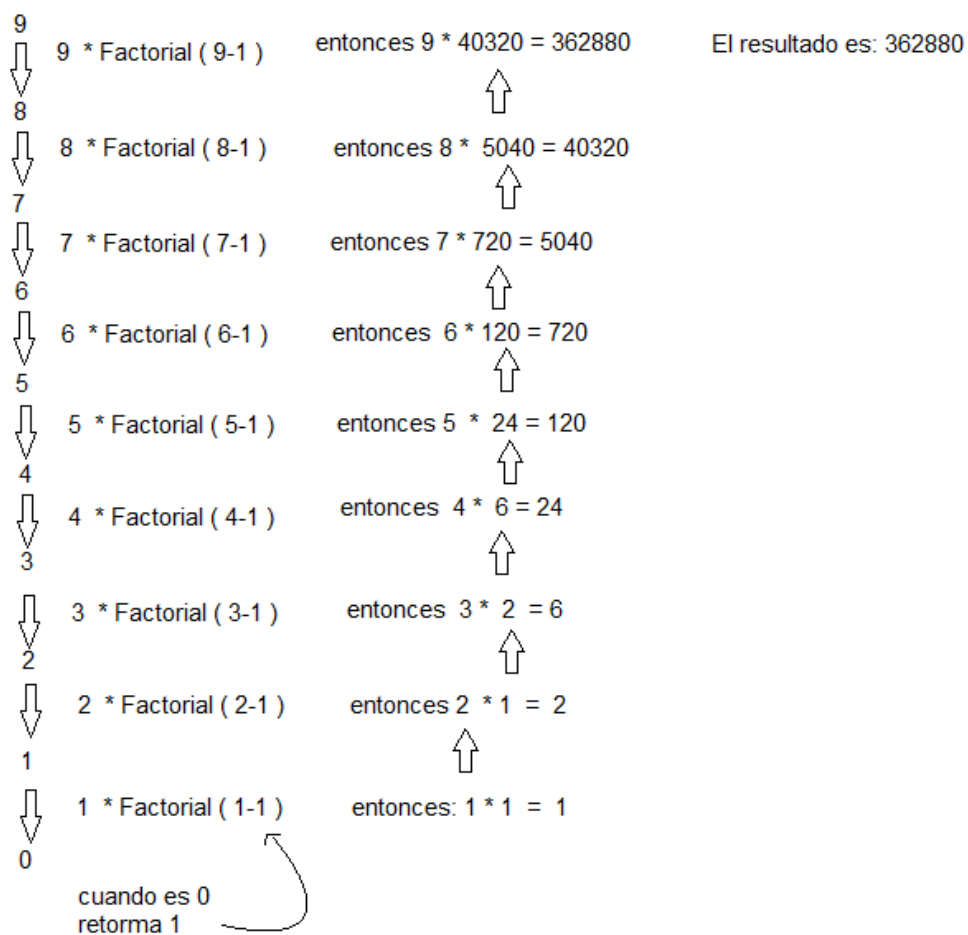 9
9 * Factorial ( 9-1 ) entonces 9 * 40320 = 362880 El resultado es: 362880
8
8 * Factorial ( 8-1 ) entonces 8 * 5040 = 40320
7
7 * Factorial ( 7-1 ) entonces 7 * 720 = 5040
6
6 * Factorial ( 6-1 ) entonces 6 * 120 = 720
5
5 * Factorial ( 5-1 ) entonces 5 * 24 = 120
4
4 * Factorial ( 4-1 ) entonces 4 * 6 = 24
3
3 * Factorial ( 3-1 ) entonces 3 * 2 = 6
2
2 * Factorial ( 2-1 ) entonces 2 * 1 = 2
1
1 * Factorial ( 1-1 ) entonces: 1 * 1 = 1
0
cuando es 0
retorma 1